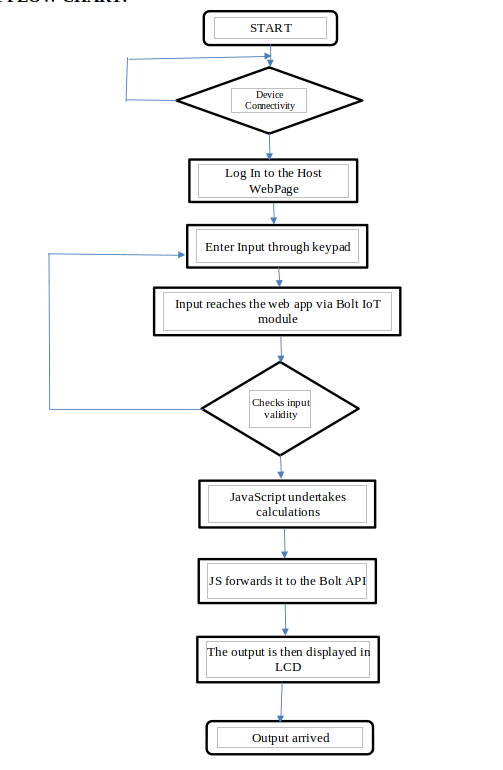 FLOW CHART:
START
Device
Connectivity
Log In to the Host
WebPage
Enter Input through keypad
Input reaches the web app via Bolt IoT
module
Checks input
validity
JavaScript undertakes
calculations
JS forwards it to the Bolt API
The output is then displayed in
LCD
Output arrived